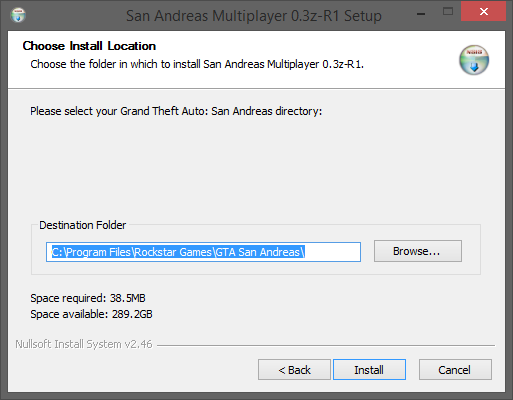 San Andreas Multiplayer 0.3z-R1 Setup
Choose Install Location
Choose the folder in which to install San Andreas Multiplayer 0.3z-R1.
Please select your Grand Theft Auto: San Andreas directory:
Destination Folder
C:\Program Files\Rockstar Games\GTA San Andreas\
Browse...
Space required: 38.5MB
Space available: 289.2GB
Nullsoft Install System v2.46
< Back
Install
Cancel